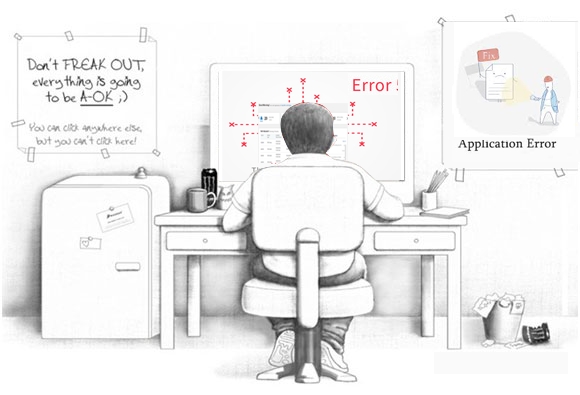 Don't FREAK OUT,
everything is going
to be A-OK ;)
You can click anywhere else,
but you can't click here!
Error !
Fix
Application Error